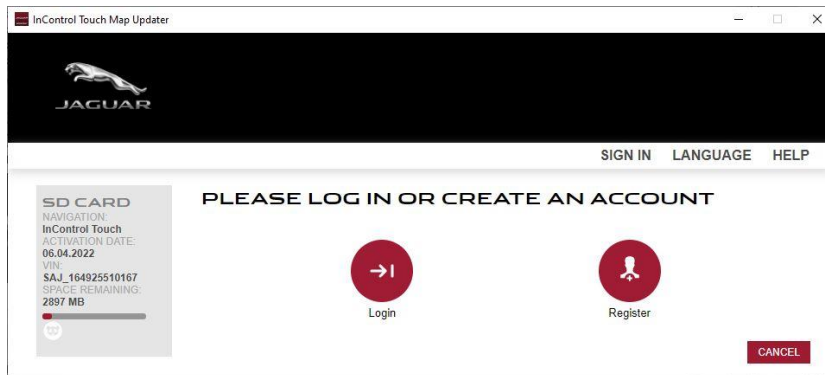 InControl Touch Map Updater
JAGUAR
SIGN IN LANGUAGE HELP
SD CARD
NAVIGATION:
InControl Touch
ACTIVATION DATE:
06.04.2022
VIN:
SAJ_164925510167
SPACE REMAINING:
2897 MB
PLEASE LOG IN OR CREATE AN ACCOUNT
Login
Register
CANCEL